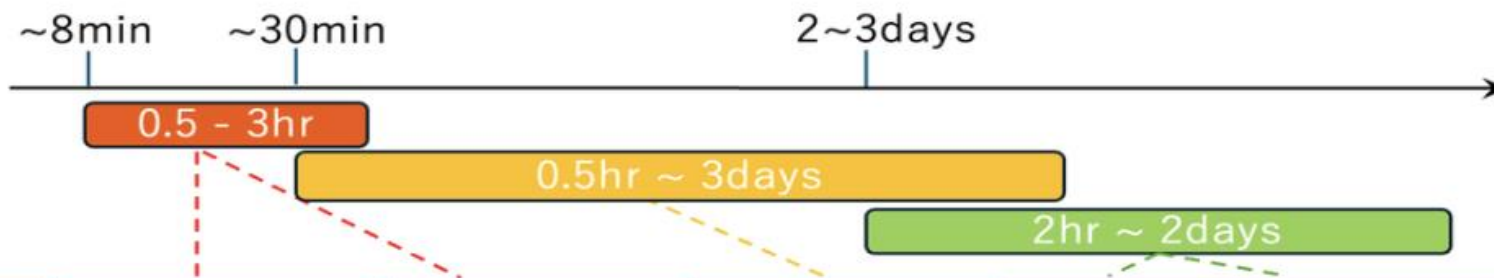 ~8min ~30min 2~3days
0.5 - 3hr
0.5hr ~ 3days
2hr ~ 2days